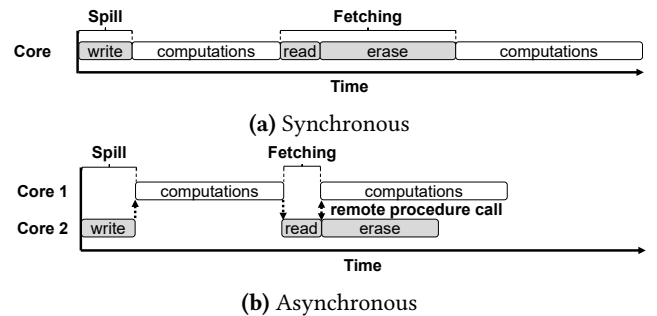 Spill Fetching
Core write computations read erase computations
Time
(a) Synchronous
Spill Fetching
Core 1 computations computations
remote procedure call
Core 2 write read erase
Time
(b) Asynchronous